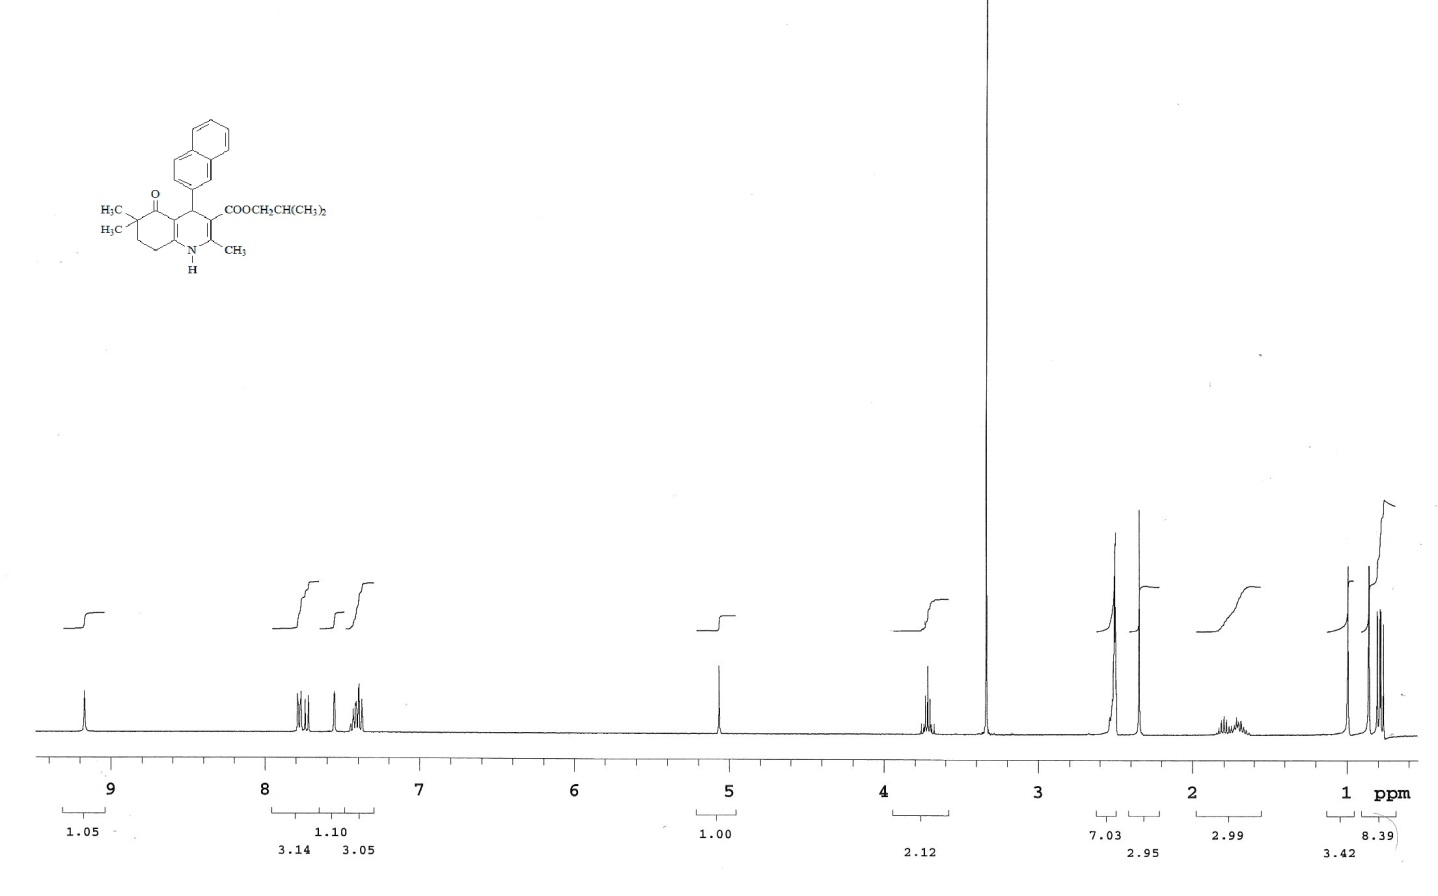 O
H₃C
H₃C
COOCH₂CH(CH₃)₂
N
H
CH₃
9 8 7 6 5 4 3 2 1 ppm
1.05 1.10 1.00 7.03 2.99 8.39
3.14 3.05 2.12 2.95 3.42